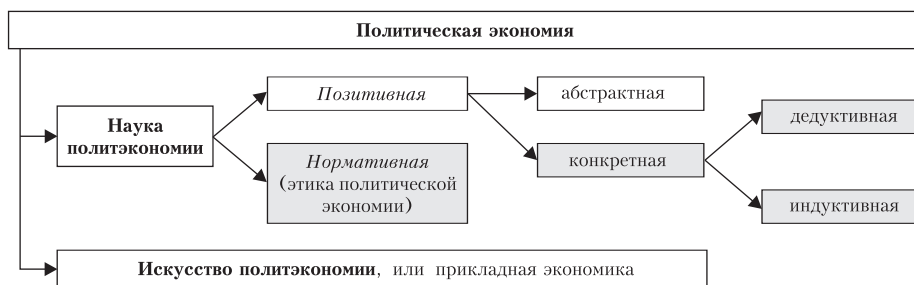 Политическая экономия
Позитивная
абстрактная
дедуктивная
Наука
политэкономии
Нормативная
(этика политической
экономии)
конкретная
индуктивная
Искусство политэкономии, или прикладная экономика